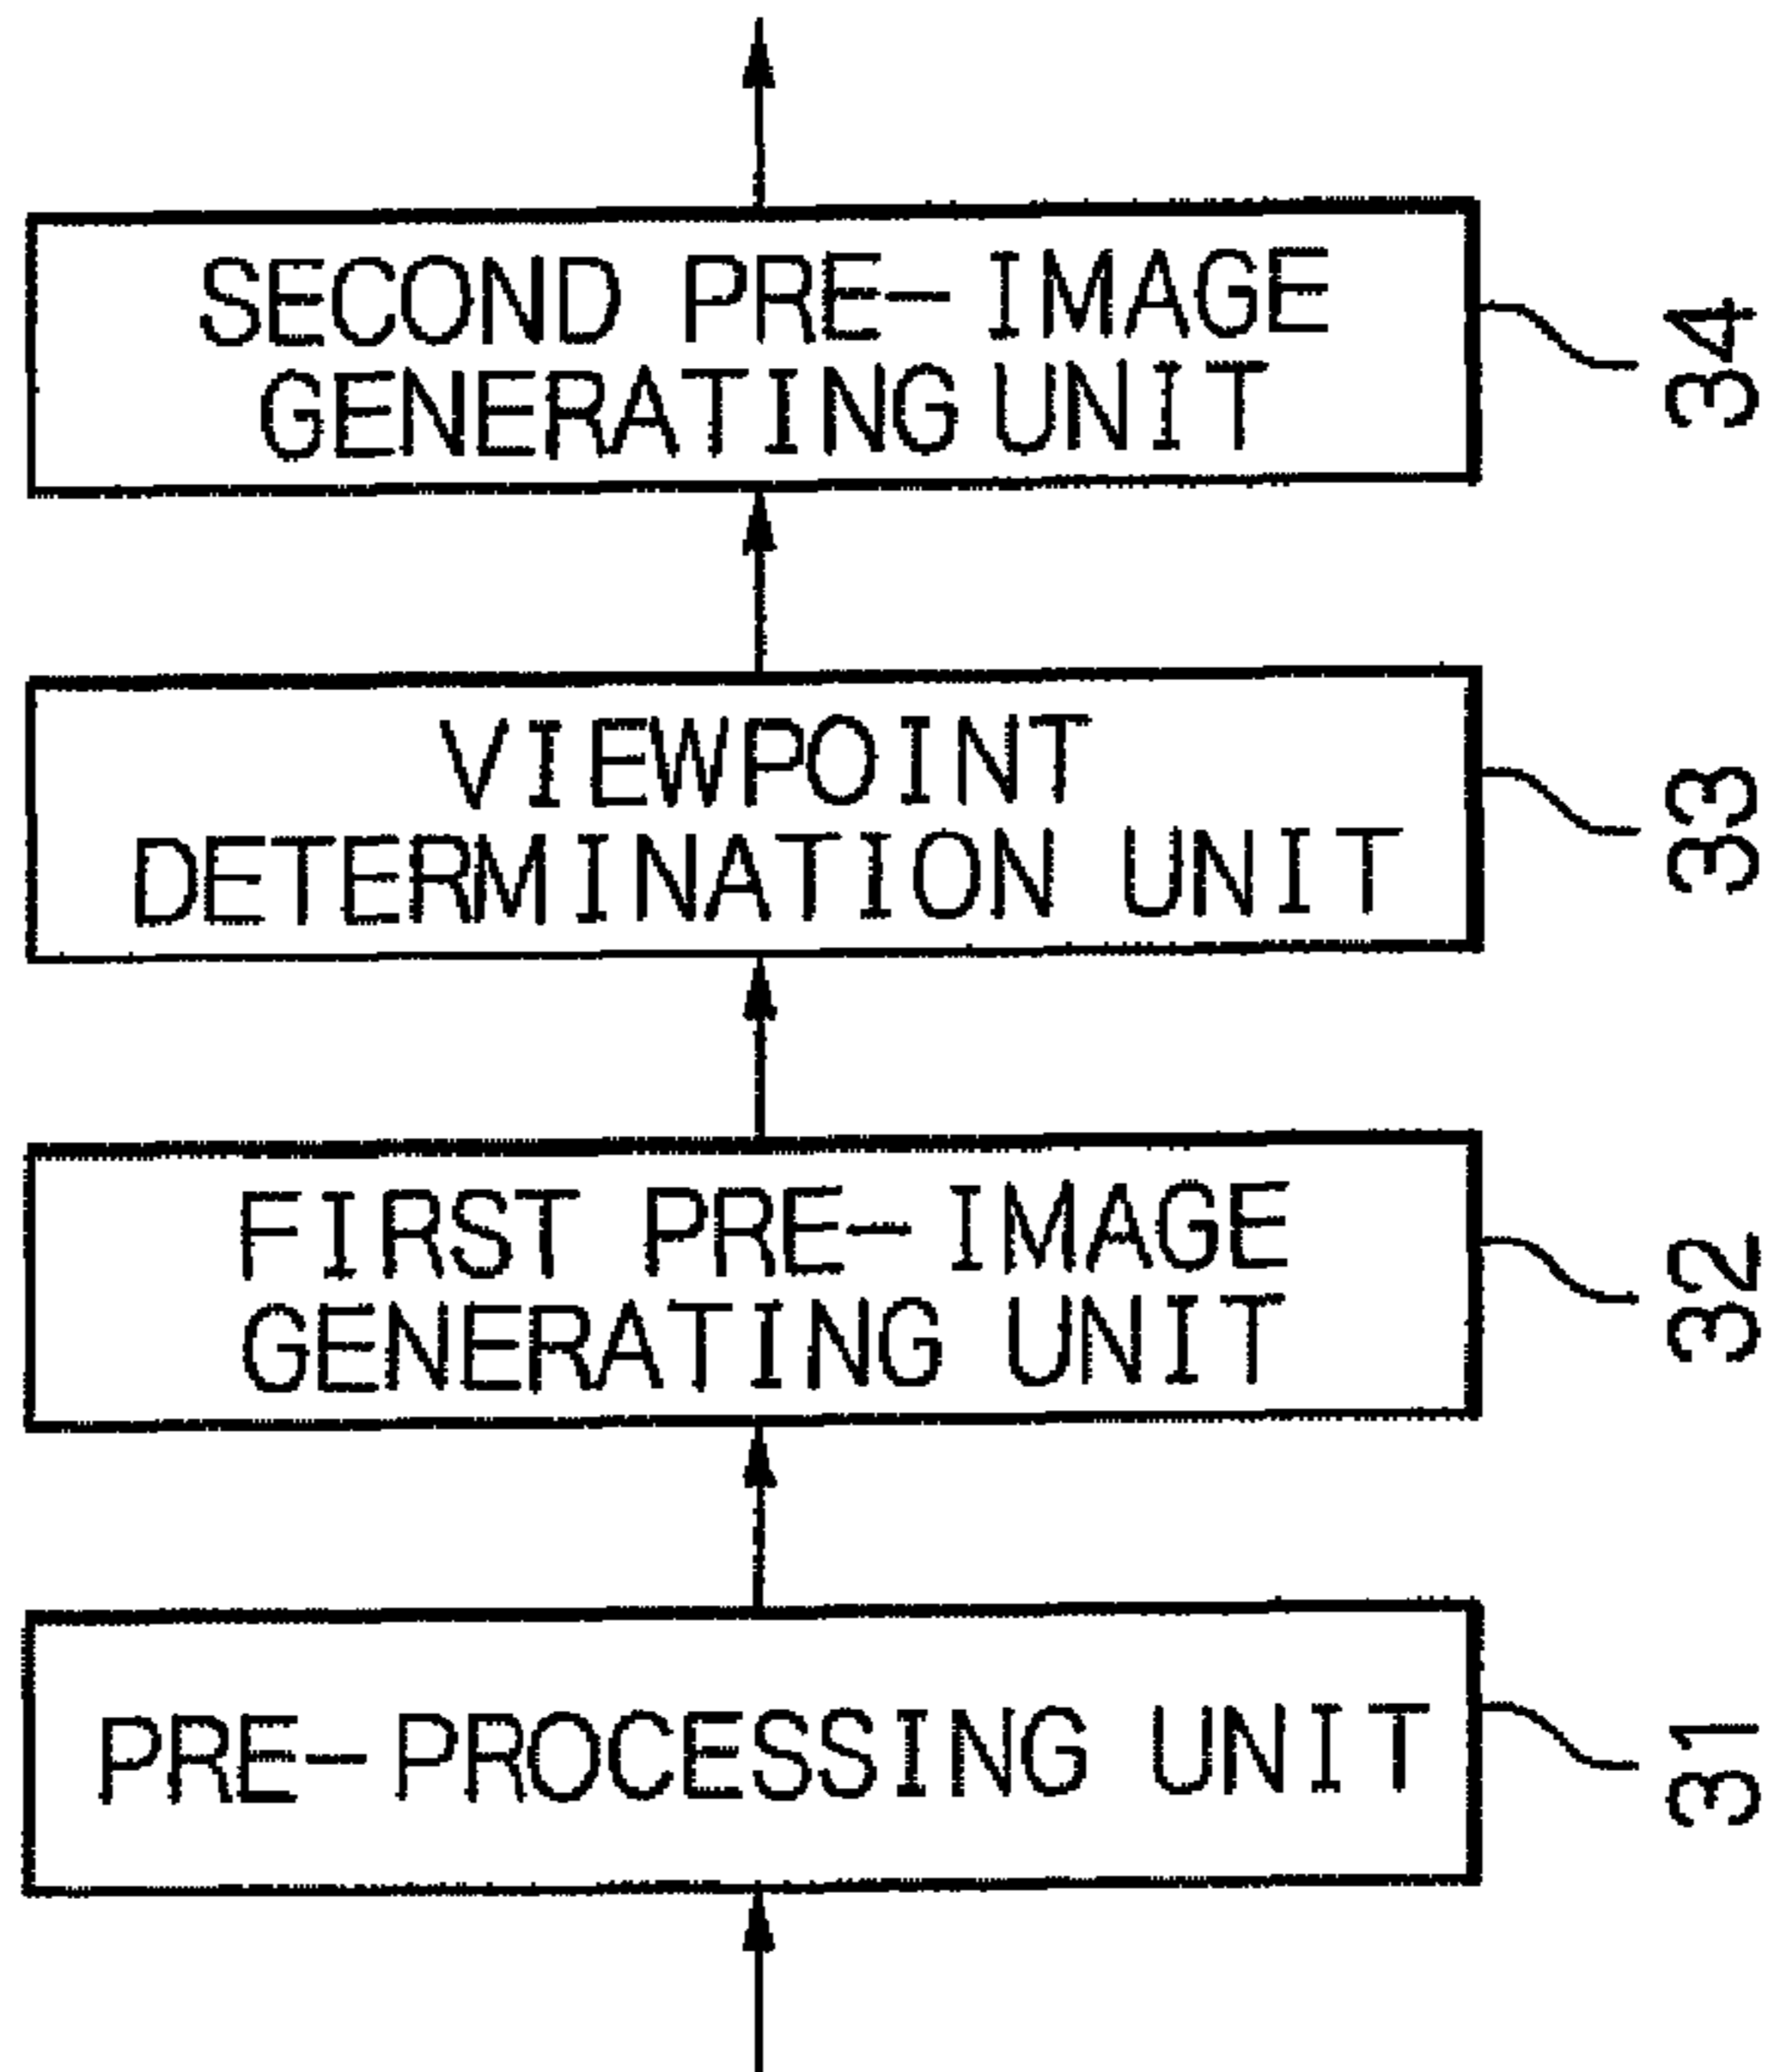 SECOND PRE-IMAGE
GENERATING UNIT
34
VIEWPOINT
DETERMINATION UNIT
33
FIRST PRE-IMAGE
GENERATING UNIT
32
PRE-PROCESSING UNIT
31